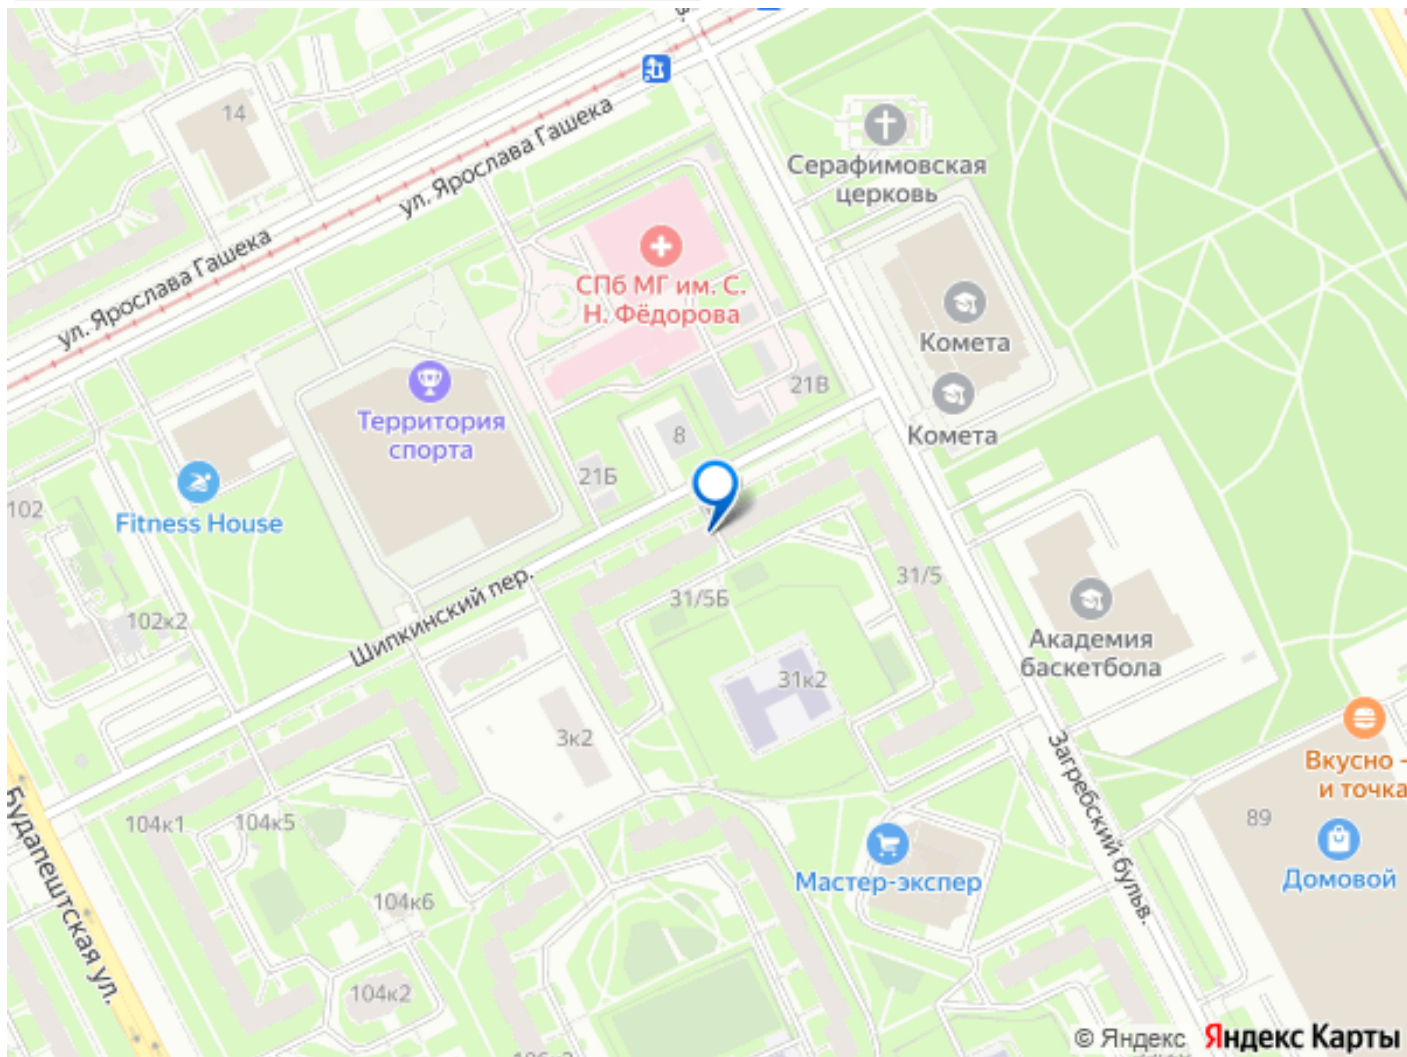 14
ул. Ярослава Гашека
ул. Ярослава Гашека
Серафимовская
церковь
СПб МГ им. С.
Н. Фёдорова
Комета
Комета
21В
Территория
спорта
8
21Б
102
Fitness House
102к2
Шипкинский пер.
31/5Б
31/5
Академия
баскетбола
31к2
3к2
Загребский бульв.
Вкусно -
и точка
89
Домовой
104к1
104к5
Мастер-экспер
104к6
Будапештская ул.
104к2
© Яндекс Яндекс Карты